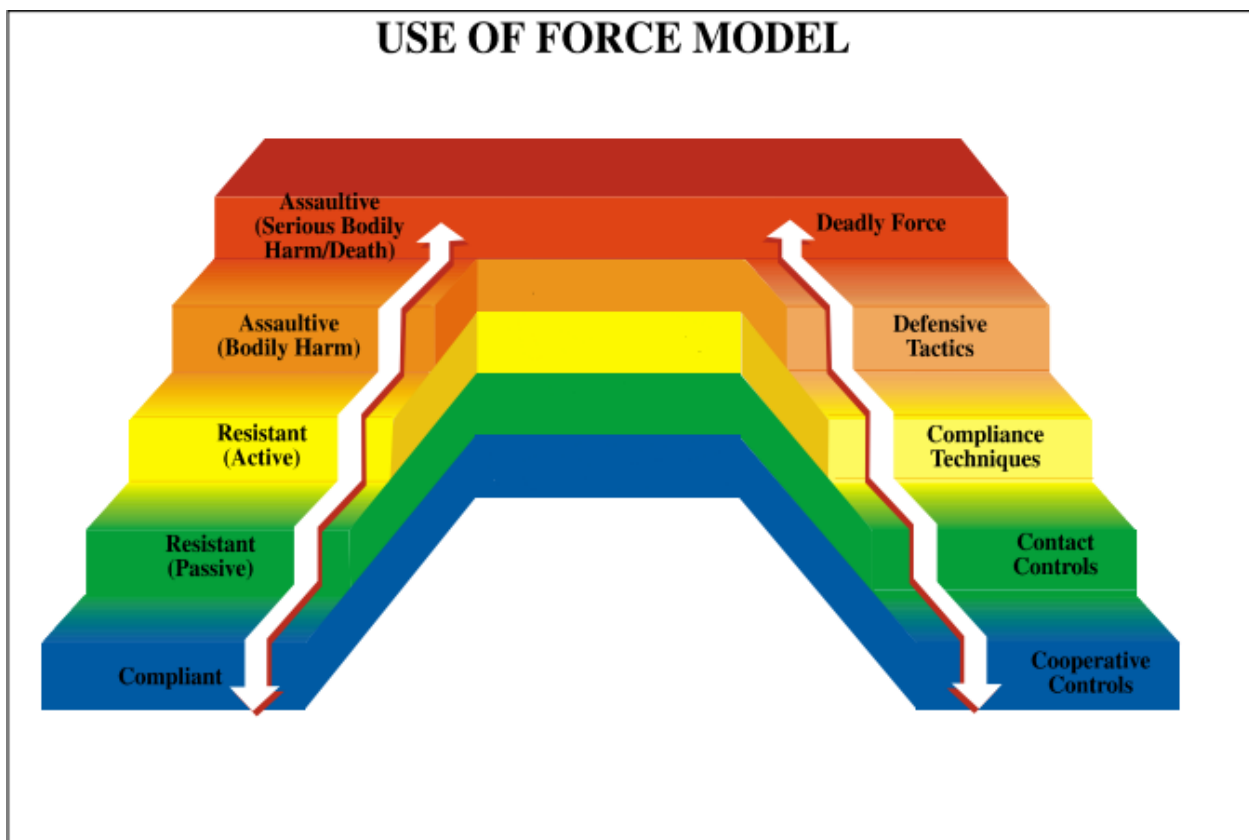 USE OF FORCE MODEL
Assaultive
(Serious Bodily
Harm/Death)
Deadly Force
Assaultive
(Bodily Harm)
Defensive
Tactics
Resistant
(Active)
Compliance
Techniques
Resistant
(Passive)
Contact
Controls
Compliant
Cooperative
Controls